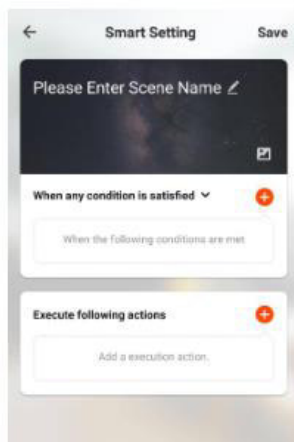 Smart Setting
Save
Please Enter Scene Name
When any condition is satisfied
When the following conditions are met
Execute following actions
Add a execution action.